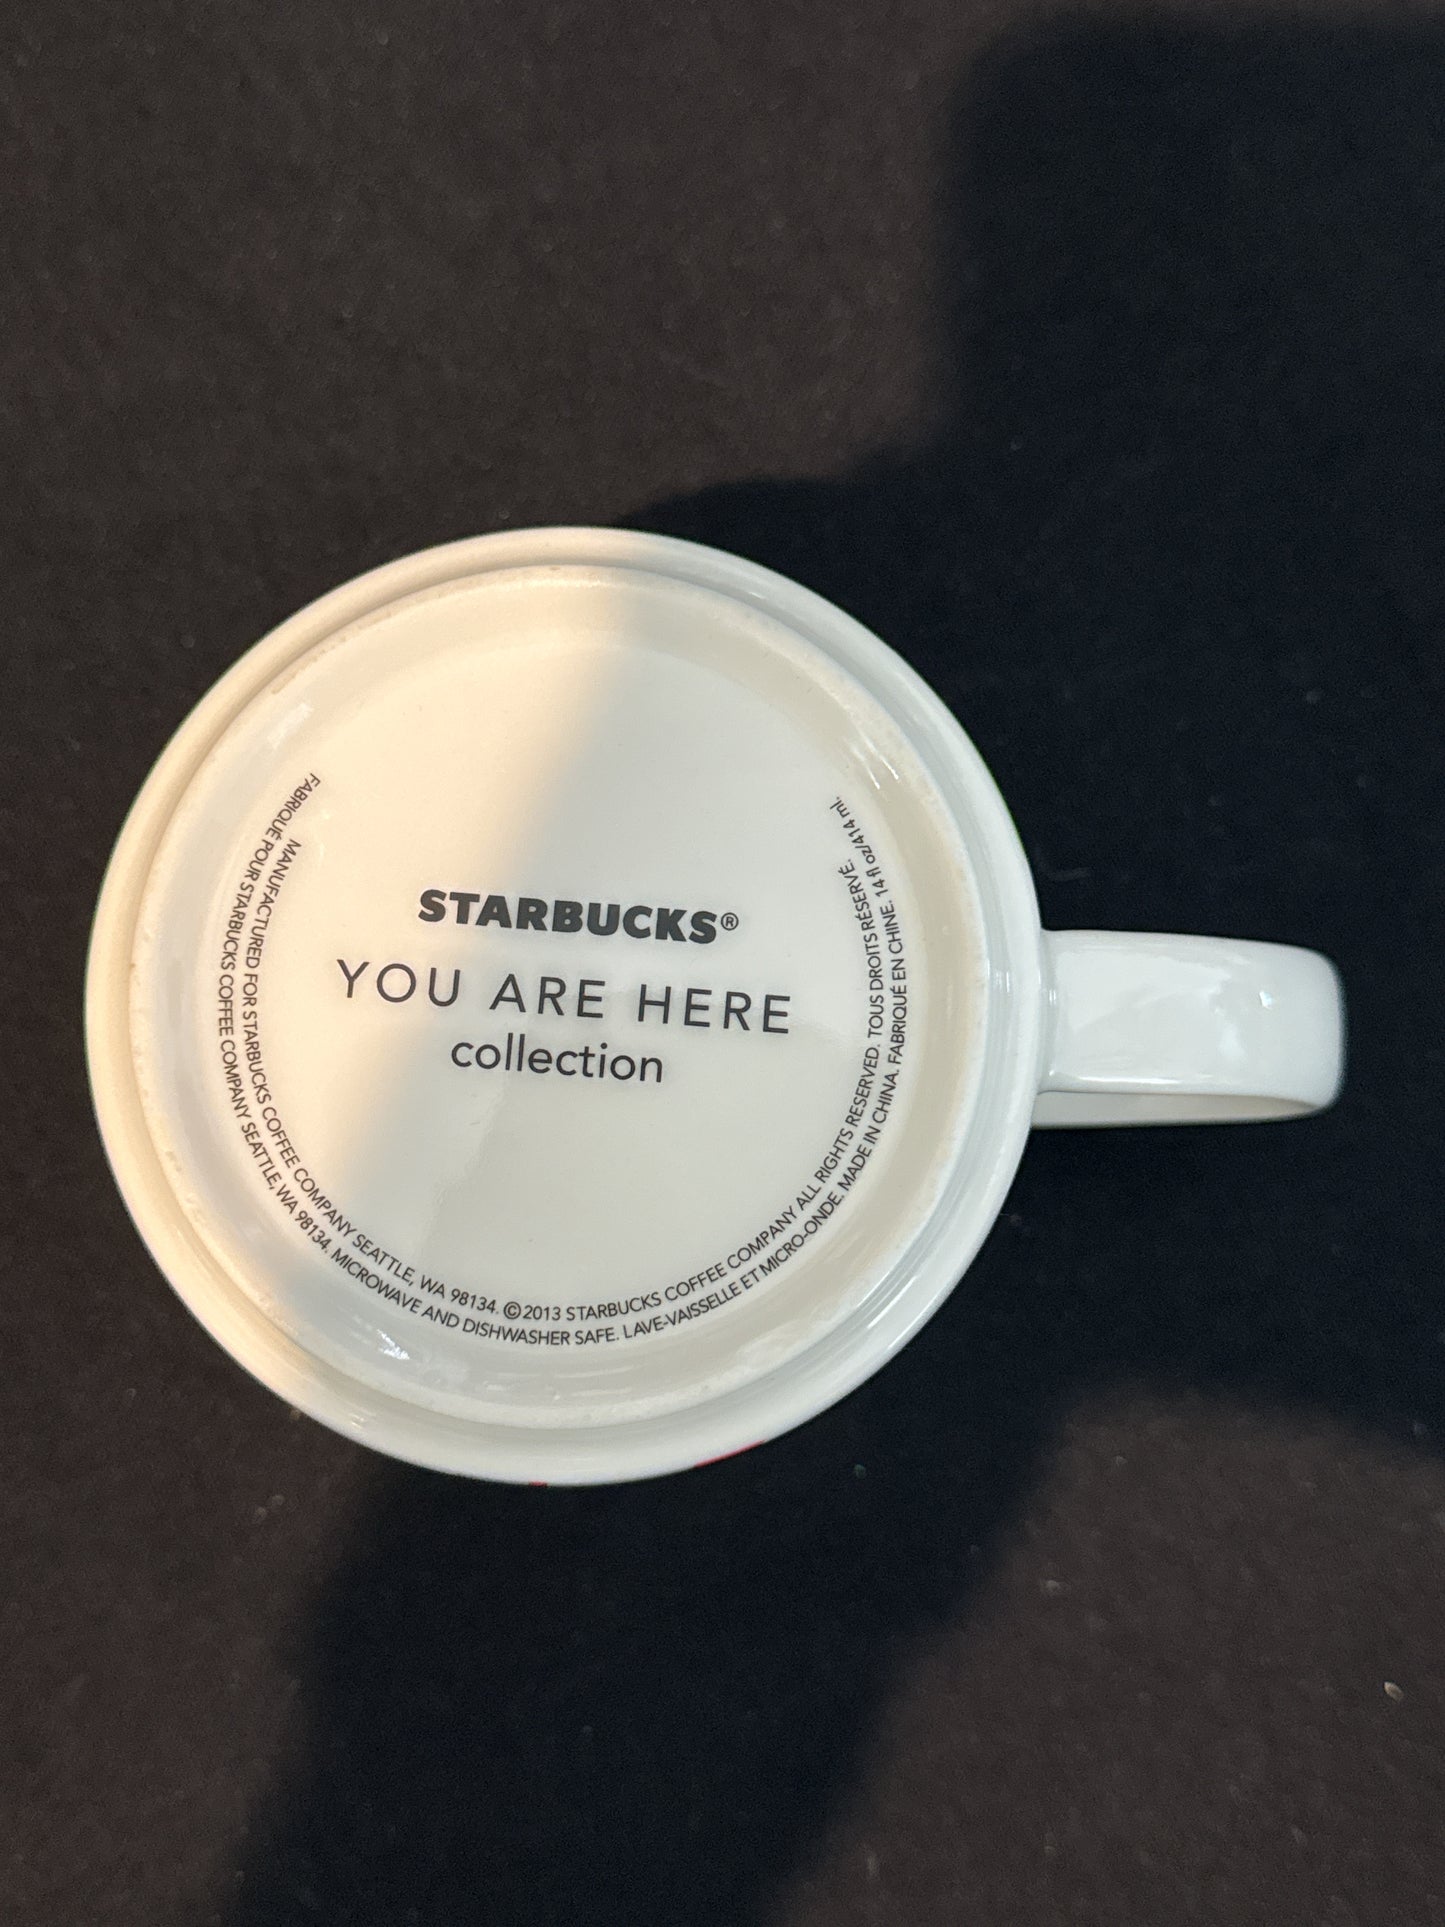 STARBUCKS®
YOU ARE HERE
collection
MANUFACTURED FOR STARBUCKS COFFEE COMPANY SEATTLE, WA 98134. ©2013 STARBUCKS COFFEE COMPANY ALL RIGHTS RESERVED. TOUS DROITS RÉSERVÉ.
FABRIQUÉ POUR STARBUCKS COFFEE COMPANY SEATTLE, WA 98134. MICROWAVE AND DISHWASHER SAFE. LAVE-VAISSELLE ET MICRO-ONDE. MADE IN CHINA. FABRIQUÉ EN CHINE. 14 fl oz/414 ml.